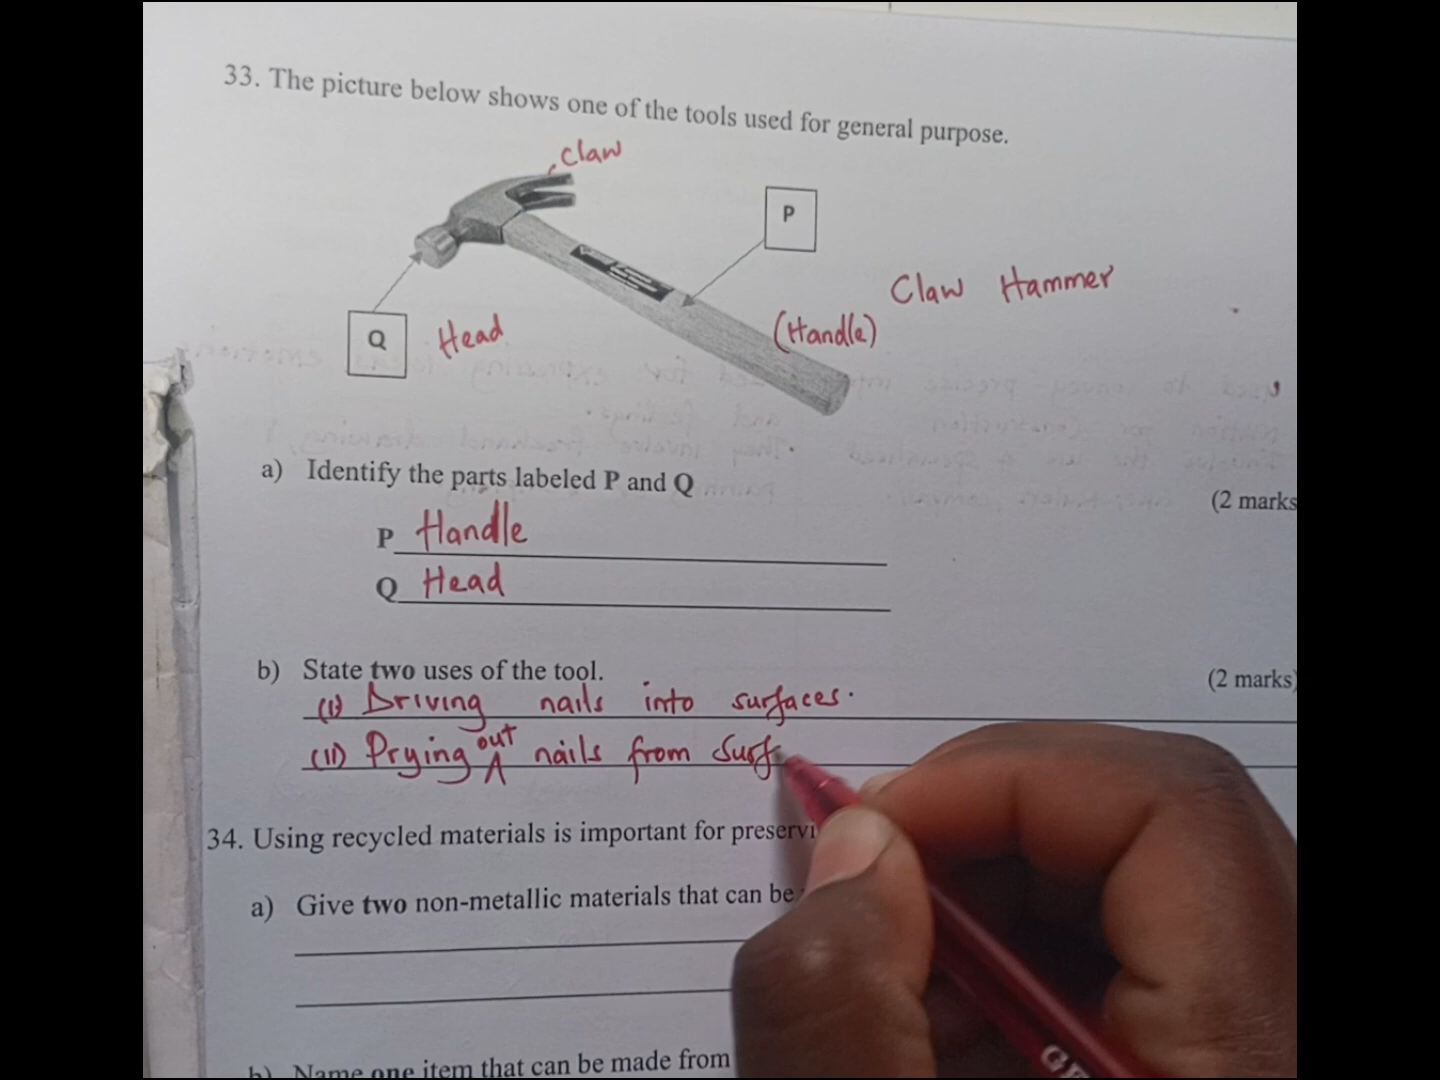 33. The picture below shows one of the tools used for general purpose.
claw
P
Claw Hammer
(Handle)
Q Head
a) Identify the parts labeled P and Q
(2 marks
P Handle
Q Head
b) State two uses of the tool.
(2 marks)
(i) Driving nails into surfaces.
(ii) Prying out nails from Surf
34. Using recycled materials is important for preservi
a) Give two non-metallic materials that can be
b) Name one item that can be made from